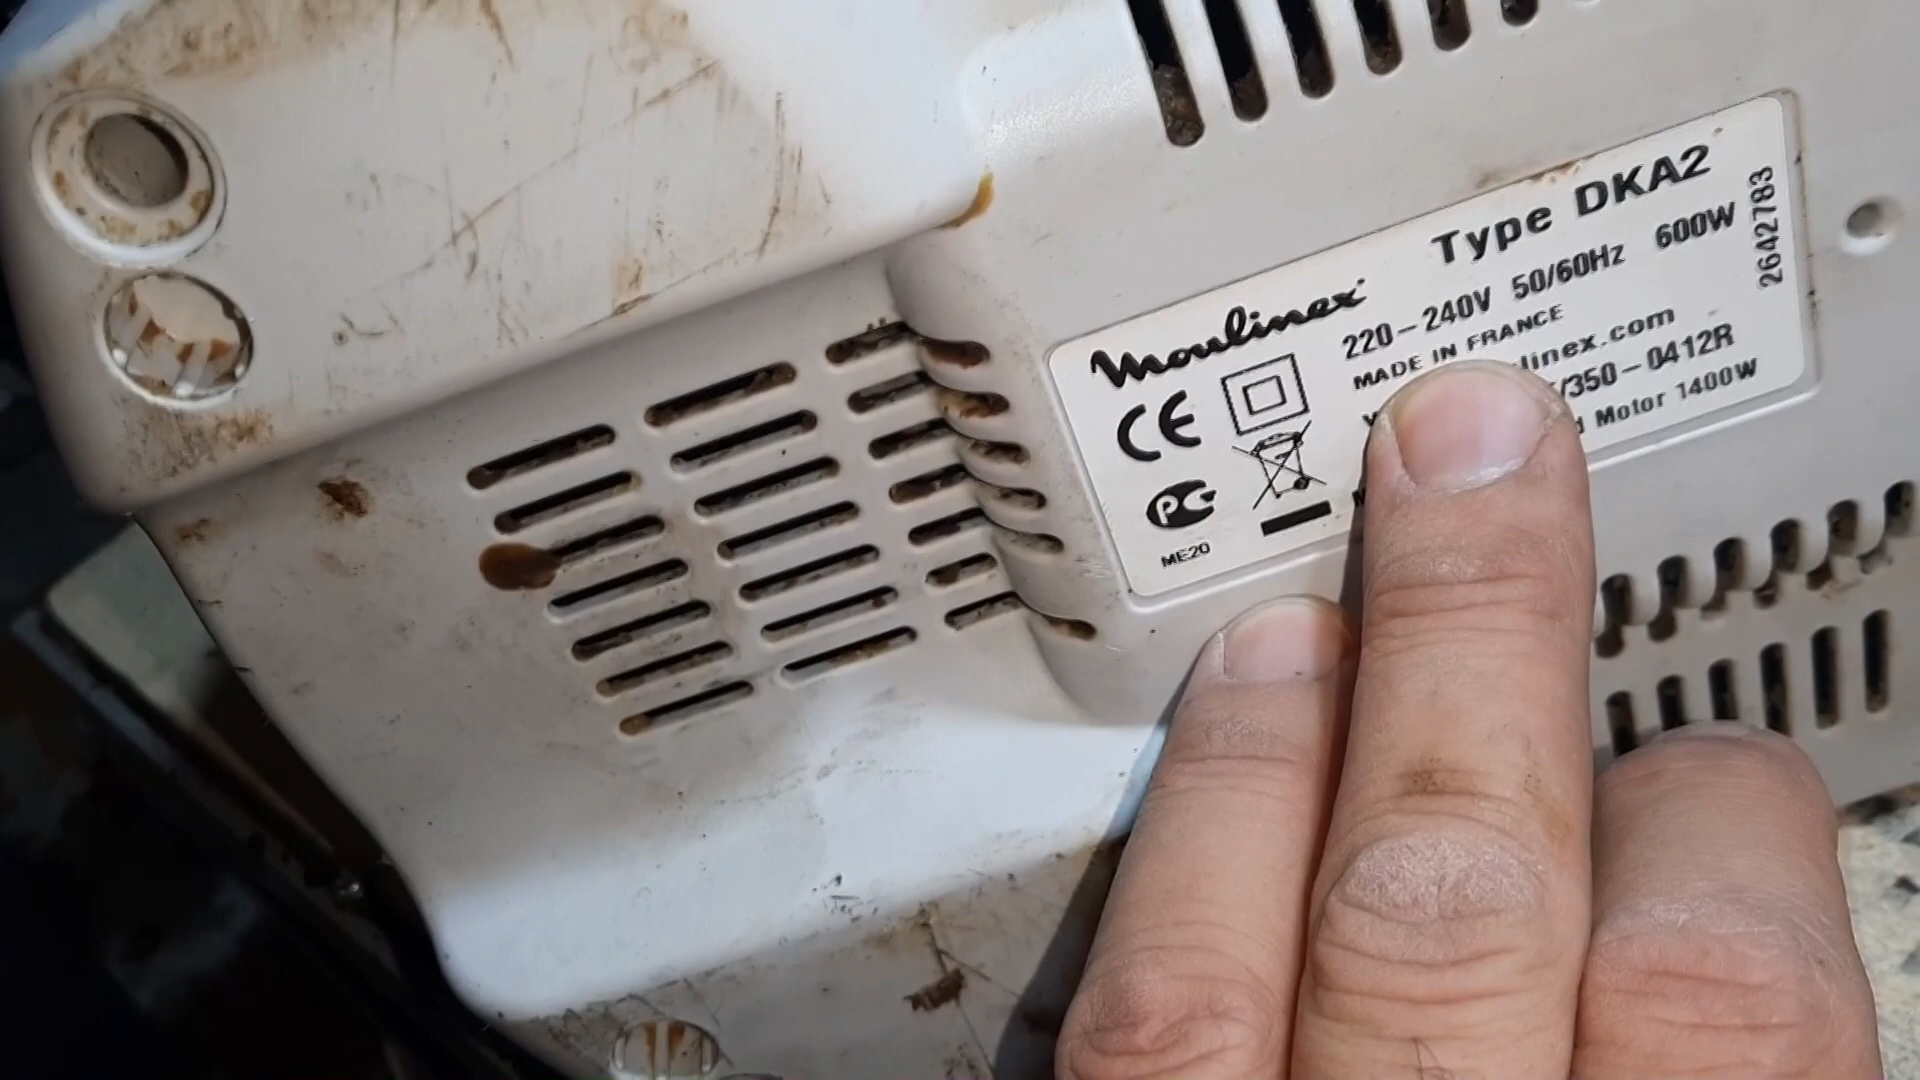 Moulinex Type DKA2
220-240V 50/60Hz 600W
MADE IN FRANCE
linex.com
/350-0412R
Motor 1400W
2642783
CE
PC
ME20